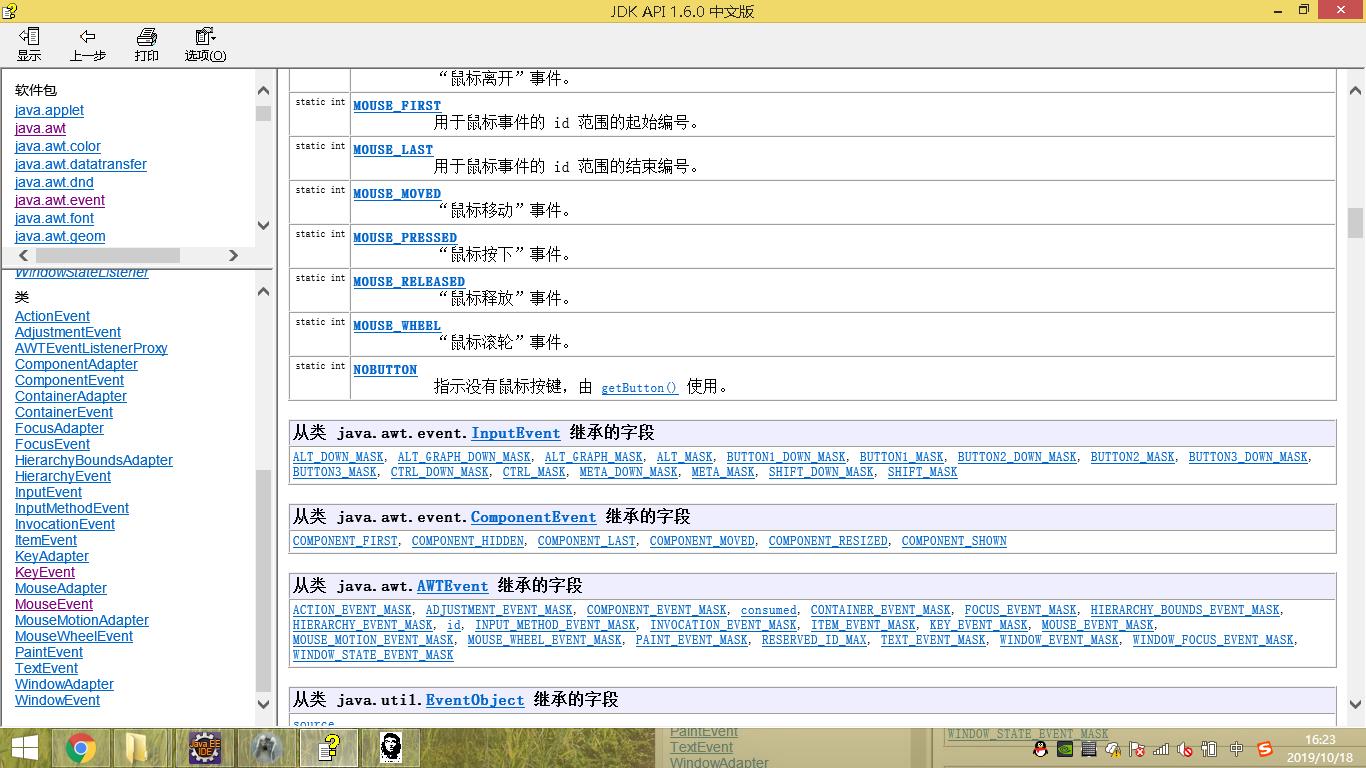 JDK API 1.6.0 中文版
显示 上一步 打印 选项(O)
软件包
java.applet
java.awt
java.awt.color
java.awt.datatransfer
java.awt.dnd
java.awt.event
java.awt.font
java.awt.geom
WindowStateListener
类
ActionEvent
AdjustmentEvent
AWTEventListenerProxy
ComponentAdapter
ComponentEvent
ContainerAdapter
ContainerEvent
FocusAdapter
FocusEvent
HierarchyBoundsAdapter
HierarchyEvent
InputEvent
InputMethodEvent
InvocationEvent
ItemEvent
KeyAdapter
KeyEvent
MouseAdapter
MouseEvent
MouseMotionAdapter
MouseWheelEvent
PaintEvent
TextEvent
WindowAdapter
WindowEvent
“鼠标离开”事件。
static int MOUSE_FIRST
用于鼠标事件的 id 范围的起始编号。
static int MOUSE_LAST
用于鼠标事件的 id 范围的结束编号。
static int MOUSE_MOVED
“鼠标移动”事件。
static int MOUSE_PRESSED
“鼠标按下”事件。
static int MOUSE_RELEASED
“鼠标释放”事件。
static int MOUSE_WHEEL
“鼠标滚轮”事件。
static int NOBUTTON
指示没有鼠标按键，由 getButton() 使用。
从类 java.awt.event.InputEvent 继承的字段
ALT_DOWN_MASK, ALT_GRAPH_DOWN_MASK, ALT_GRAPH_MASK, ALT_MASK, BUTTON1_DOWN_MASK, BUTTON1_MASK, BUTTON2_DOWN_MASK, BUTTON2_MASK, BUTTON3_DOWN_MASK,
BUTTON3_MASK, CTRL_DOWN_MASK, CTRL_MASK, META_DOWN_MASK, META_MASK, SHIFT_DOWN_MASK, SHIFT_MASK
从类 java.awt.event.ComponentEvent 继承的字段
COMPONENT_FIRST, COMPONENT_HIDDEN, COMPONENT_LAST, COMPONENT_MOVED, COMPONENT_RESIZED, COMPONENT_SHOWN
从类 java.awt.AWTEvent 继承的字段
ACTION_EVENT_MASK, ADJUSTMENT_EVENT_MASK, COMPONENT_EVENT_MASK, consumed, CONTAINER_EVENT_MASK, FOCUS_EVENT_MASK, HIERARCHY_BOUNDS_EVENT_MASK,
HIERARCHY_EVENT_MASK, id, INPUT_METHOD_EVENT_MASK, INVOCATION_EVENT_MASK, ITEM_EVENT_MASK, KEY_EVENT_MASK, MOUSE_EVENT_MASK,
MOUSE_MOTION_EVENT_MASK, MOUSE_WHEEL_EVENT_MASK, PAINT_EVENT_MASK, RESERVED_ID_MAX, TEXT_EVENT_MASK, WINDOW_EVENT_MASK, WINDOW_FOCUS_EVENT_MASK,
WINDOW_STATE_EVENT_MASK
从类 java.util.EventObject 继承的字段
source
Java EE
IDE
PaintEvent
TextEvent
WindowAdapter
WINDOW_STATE_EVENT_MASK
中
16:23
2019/10/18